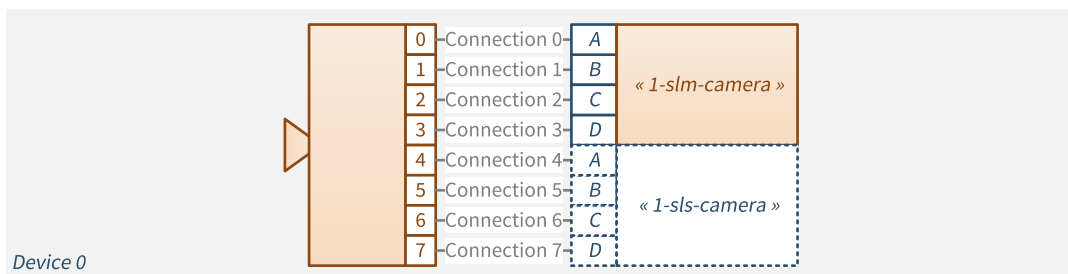 0 Connection 0 A
1 Connection 1 B
« 1-slm-camera »
2 Connection 2 C
3 Connection 3 D
4 Connection 4 A
5 Connection 5 B
« 1-sls-camera »
6 Connection 6 C
7 Connection 7 D
Device 0